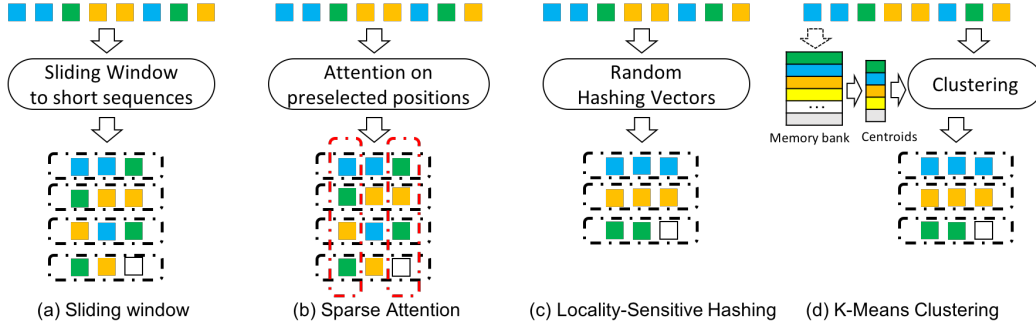 Sliding Window
to short sequences
Attention on
preselected positions
Random
Hashing Vectors
Clustering
...
Memory bank
Centroids
(a) Sliding window
(b) Sparse Attention
(c) Locality-Sensitive Hashing
(d) K-Means Clustering